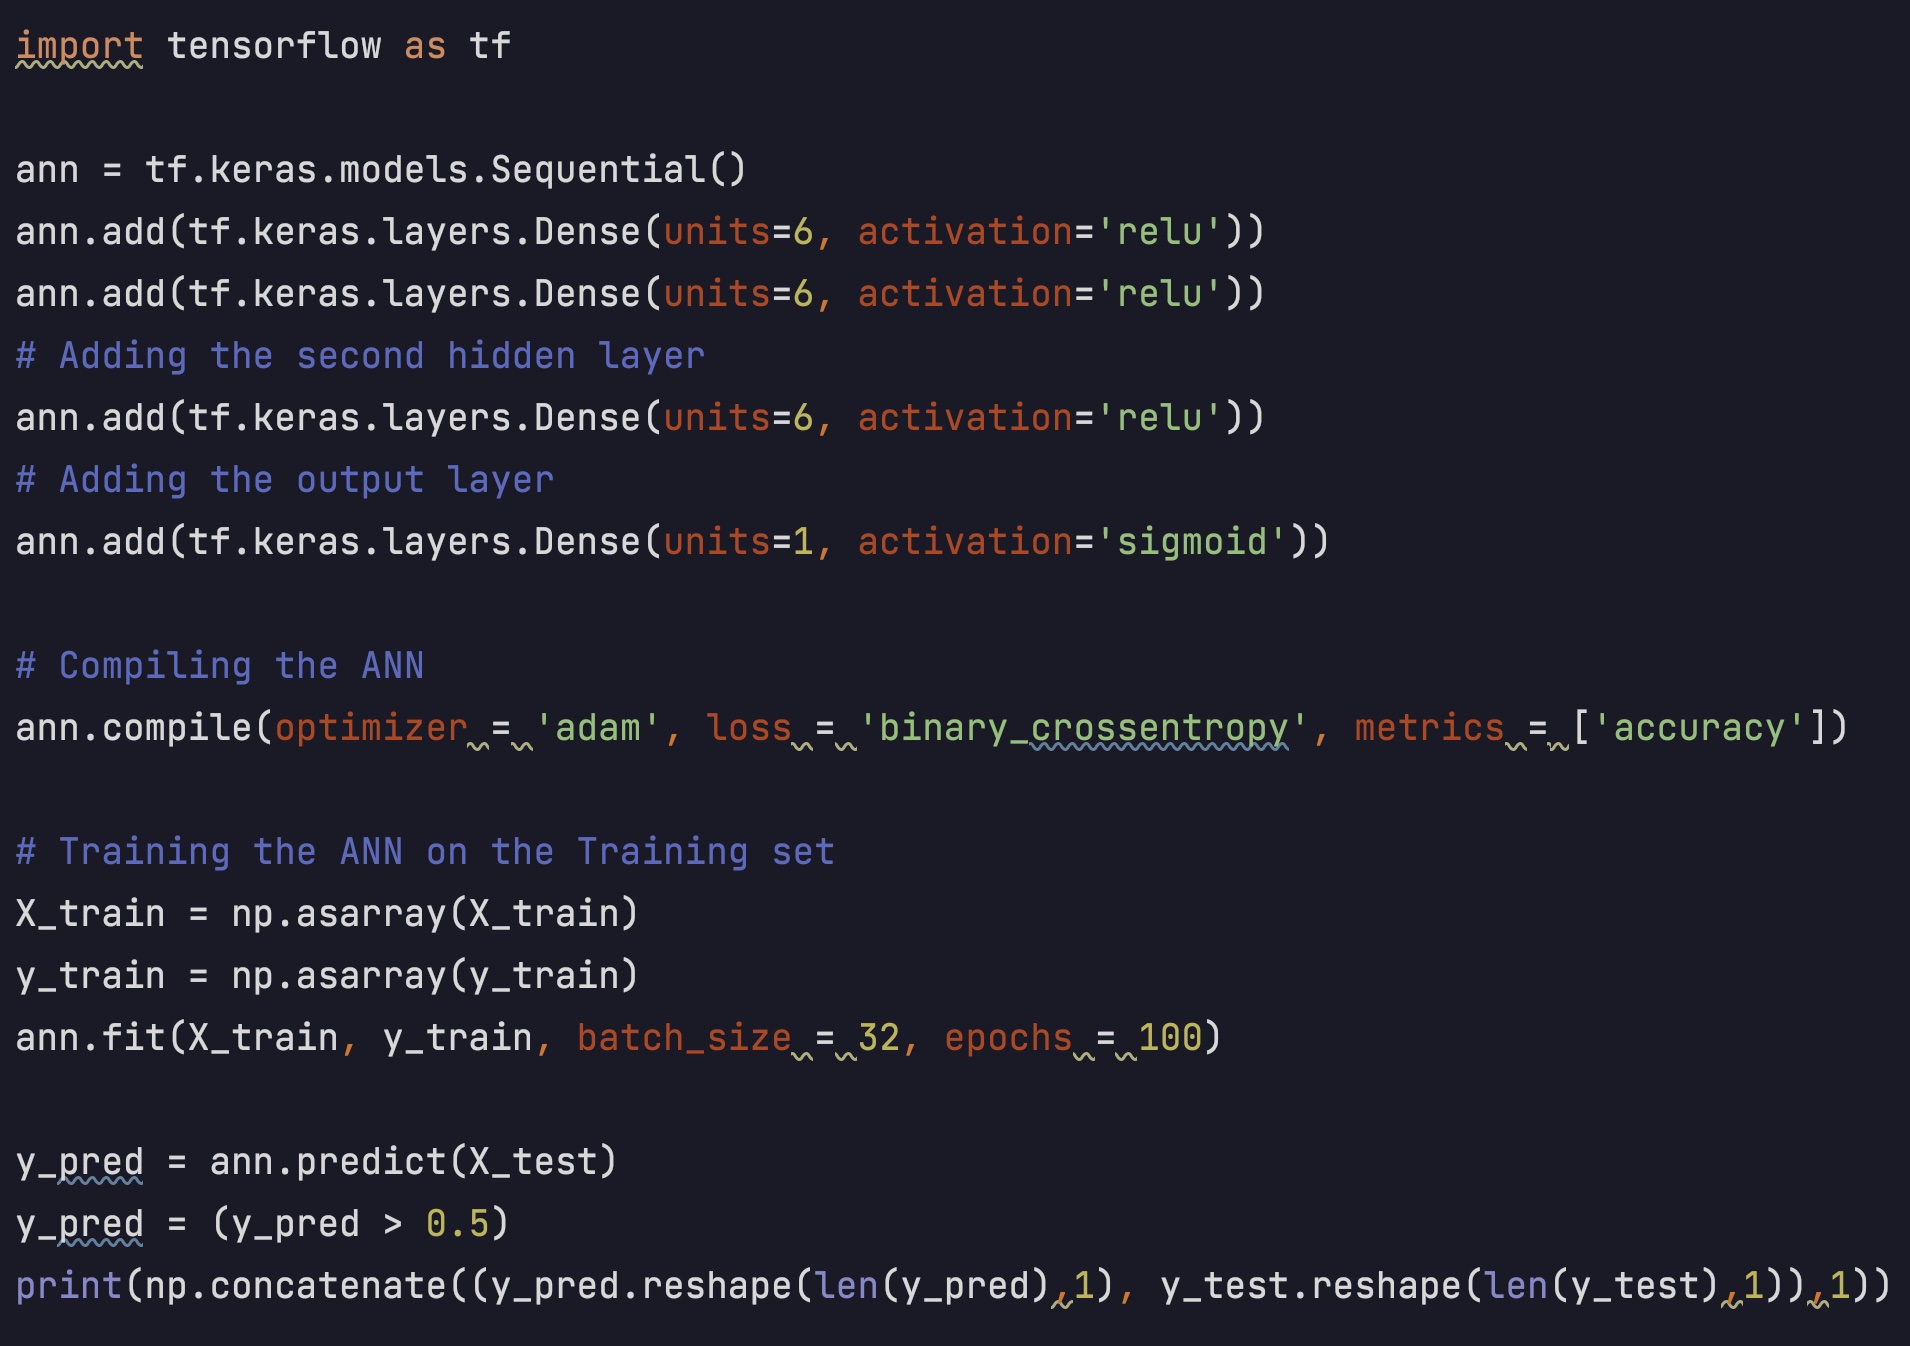 import tensorflow as tf
ann = tf.keras.models.Sequential()
ann.add(tf.keras.layers.Dense(units=6, activation='relu'))
ann.add(tf.keras.layers.Dense(units=6, activation='relu'))
# Adding the second hidden layer
ann.add(tf.keras.layers.Dense(units=6, activation='relu'))
# Adding the output layer
ann.add(tf.keras.layers.Dense(units=1, activation='sigmoid'))
# Compiling the ANN
ann.compile(optimizer = 'adam', loss = 'binary_crossentropy', metrics = ['accuracy'])
# Training the ANN on the Training set
X_train = np.asarray(X_train)
y_train = np.asarray(y_train)
ann.fit(X_train, y_train, batch_size = 32, epochs = 100)
y_pred = ann.predict(X_test)
y_pred = (y_pred > 0.5)
print(np.concatenate((y_pred.reshape(len(y_pred),1), y_test.reshape(len(y_test),1)),1))